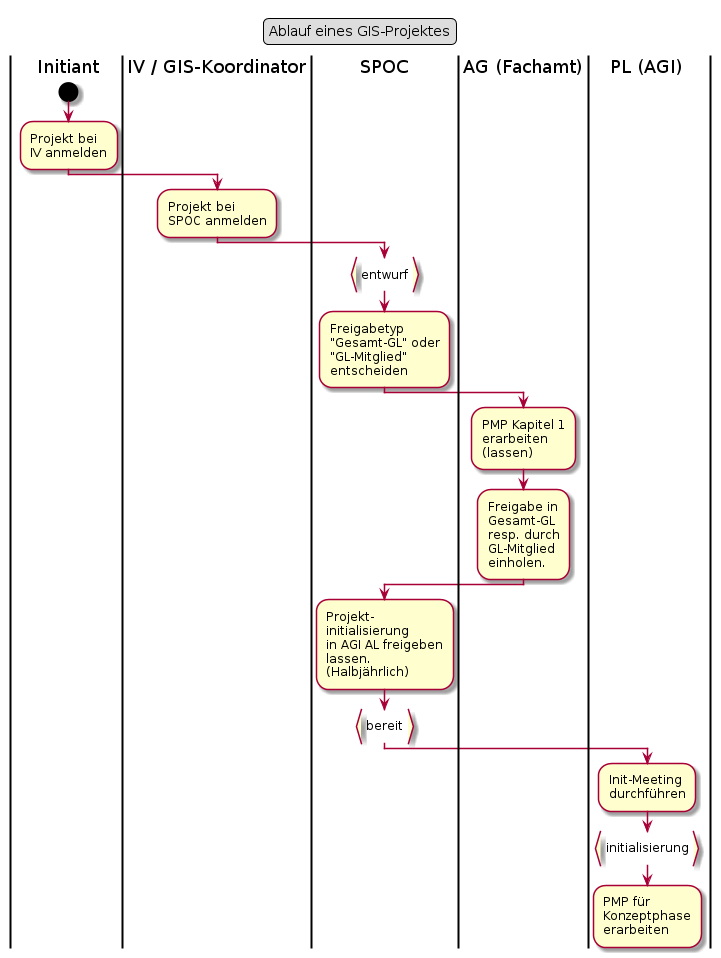 Ablauf eines GIS-Projektes
Initiant
IV / GIS-Koordinator
SPOC
AG (Fachamt)
PL (AGI)
Projekt bei
IV anmelden
Projekt bei
SPOC anmelden
entwurf
Freigabetyp
"Gesamt-GL" oder
"GL-Mitglied"
entscheiden
PMP Kapitel 1
erarbeiten
(lassen)
Freigabe in
Gesamt-GL
resp. durch
GL-Mitglied
einholen.
Projekt-
initialisierung
in AGI AL freigeben
lassen.
(Halbjährlich)
bereit
Init-Meeting
durchführen
initialisierung
PMP für
Konzeptphase
erarbeiten